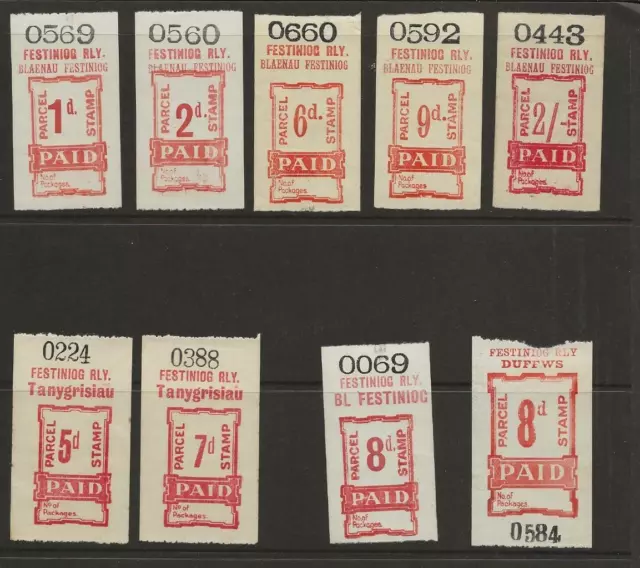 0569
FESTINIOG RLY.
BLAENAU FESTINIOG
PARCEL
1d.
STAMP
PAID
No. of
Packages.
0560
FESTINIOG RLY.
BLAENAU FESTINIOG
PARCEL
2d.
STAMP
PAID
No. of
Packages.
0660
FESTINIOG RLY.
BLAENAU FESTINIOG
PARCEL
6d.
STAMP
PAID
No. of
Packages.
0592
FESTINIOG RLY.
BLAENAU FESTINIOG
PARCEL
9d.
STAMP
PAID
No. of
Packages.
0443
FESTINIOG RLY.
BLAENAU FESTINIOG
PARCEL
2/-
STAMP
PAID
No. of
Packages.
0224
FESTINIOG RLY.
Tanygrisiau
PARCEL
5d.
STAMP
PAID
No. of
Packages.
0388
FESTINIOG RLY.
Tanygrisiau
PARCEL
7d.
STAMP
PAID
No. of
Packages.
0069
FESTINIOG RLY.
BL FESTINIOG
PARCEL
8d.
STAMP
PAID
No. of
Packages.
FESTINIOG RLY
DUFFWS
PARCEL
8d
STAMP
PAID
No. of
Packages.
0584